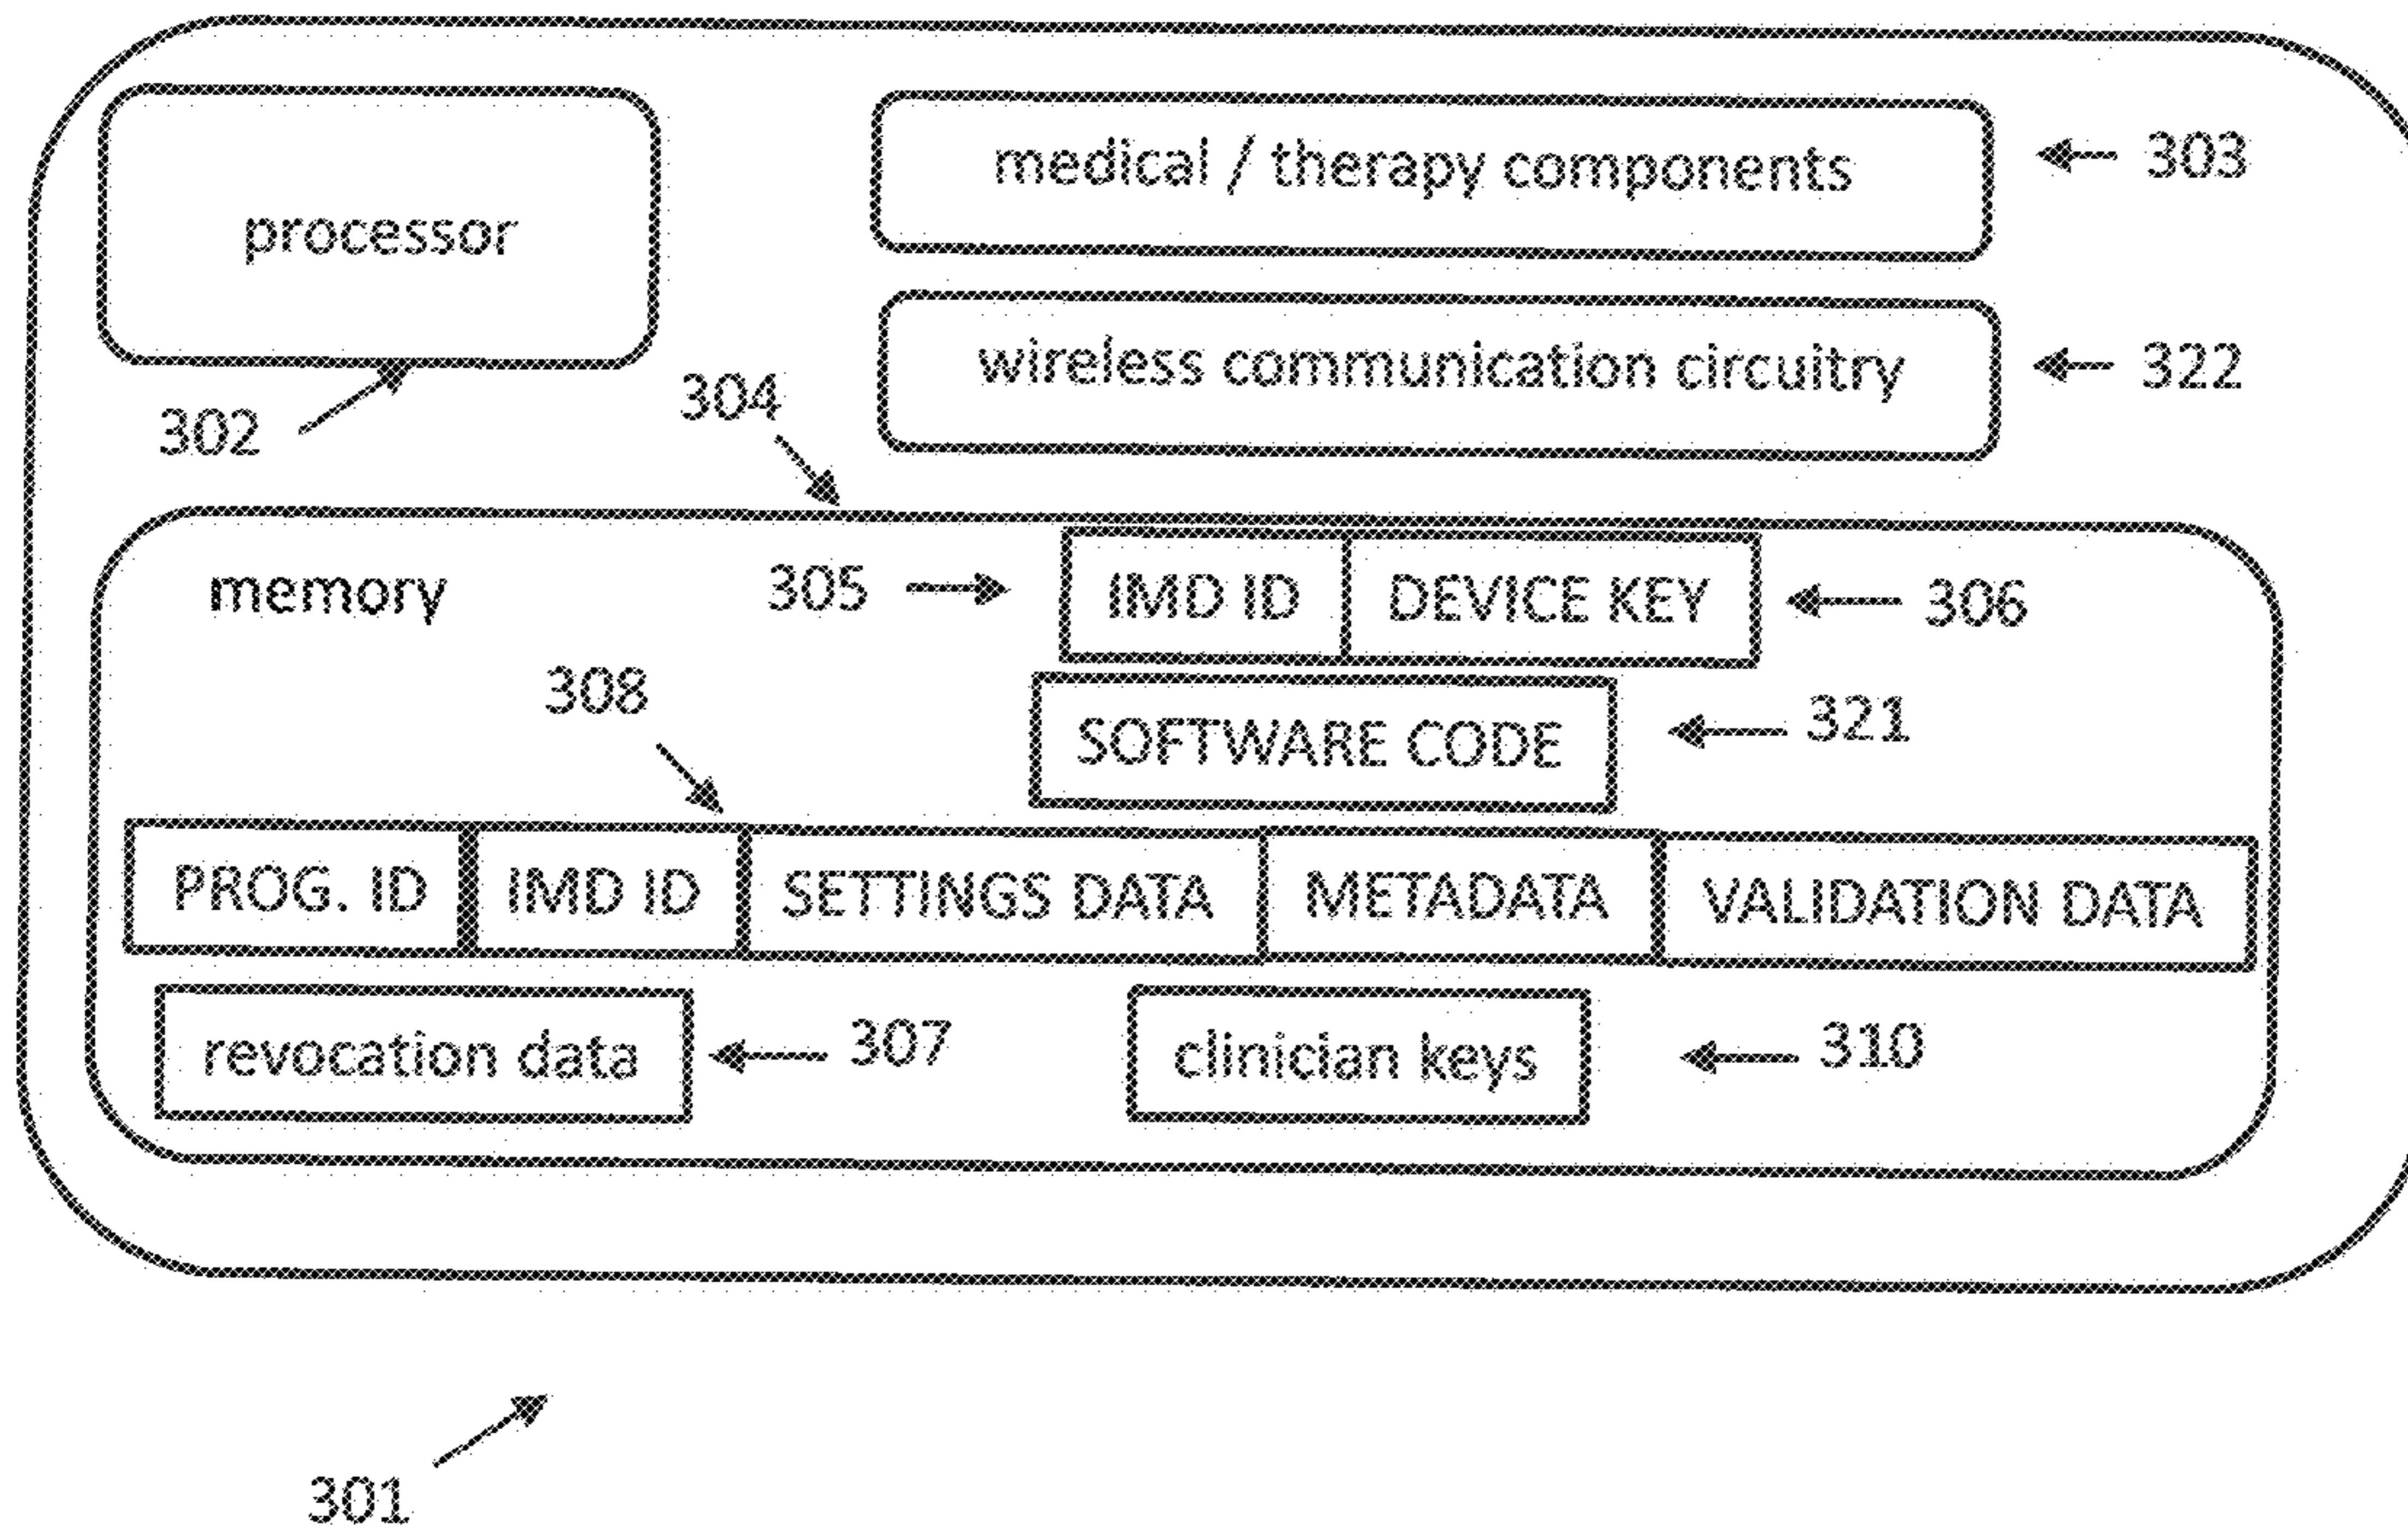 processor
medical / therapy components
303
wireless communication circuitry
322
302
304
memory
305
IMD ID
DEVICE KEY
306
308
SOFTWARE CODE
321
PROG. ID
IMD ID
SETTINGS DATA
METADATA
VALIDATION DATA
revocation data
307
clinician keys
310
301